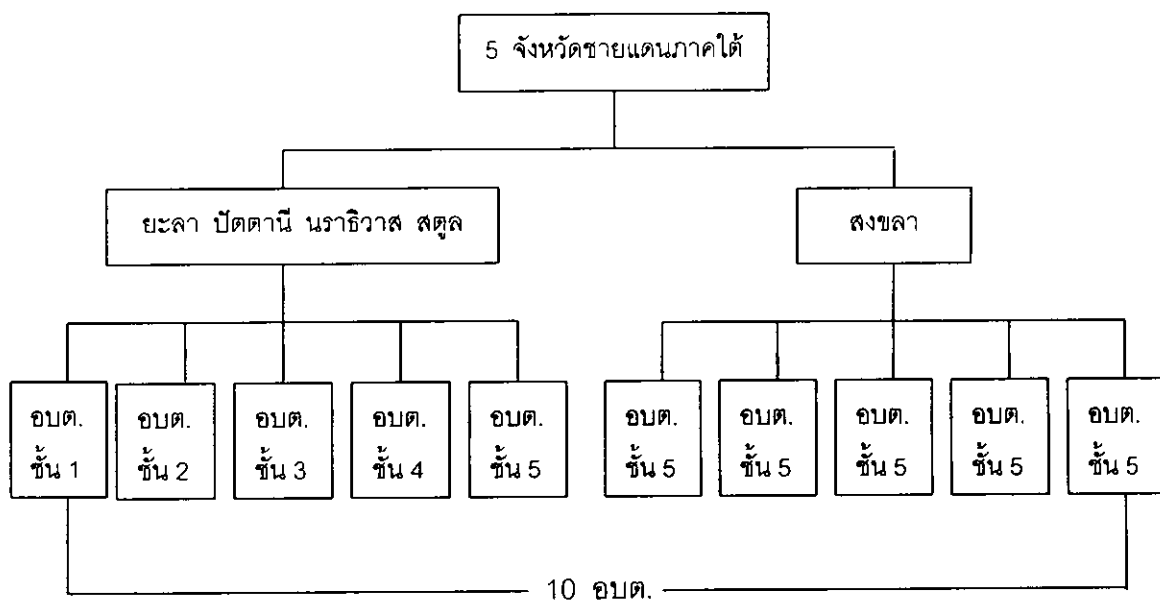 5 จังหวัดชายแดนภาคใต้
ยะลา ปัตตานี นราธิวาส สตูล
สงขลา
อบต.
ชั้น 1
อบต.
ชั้น 2
อบต.
ชั้น 3
อบต.
ชั้น 4
อบต.
ชั้น 5
อบต.
ชั้น 5
อบต.
ชั้น 5
อบต.
ชั้น 5
อบต.
ชั้น 5
อบต.
ชั้น 5
10 อบต.